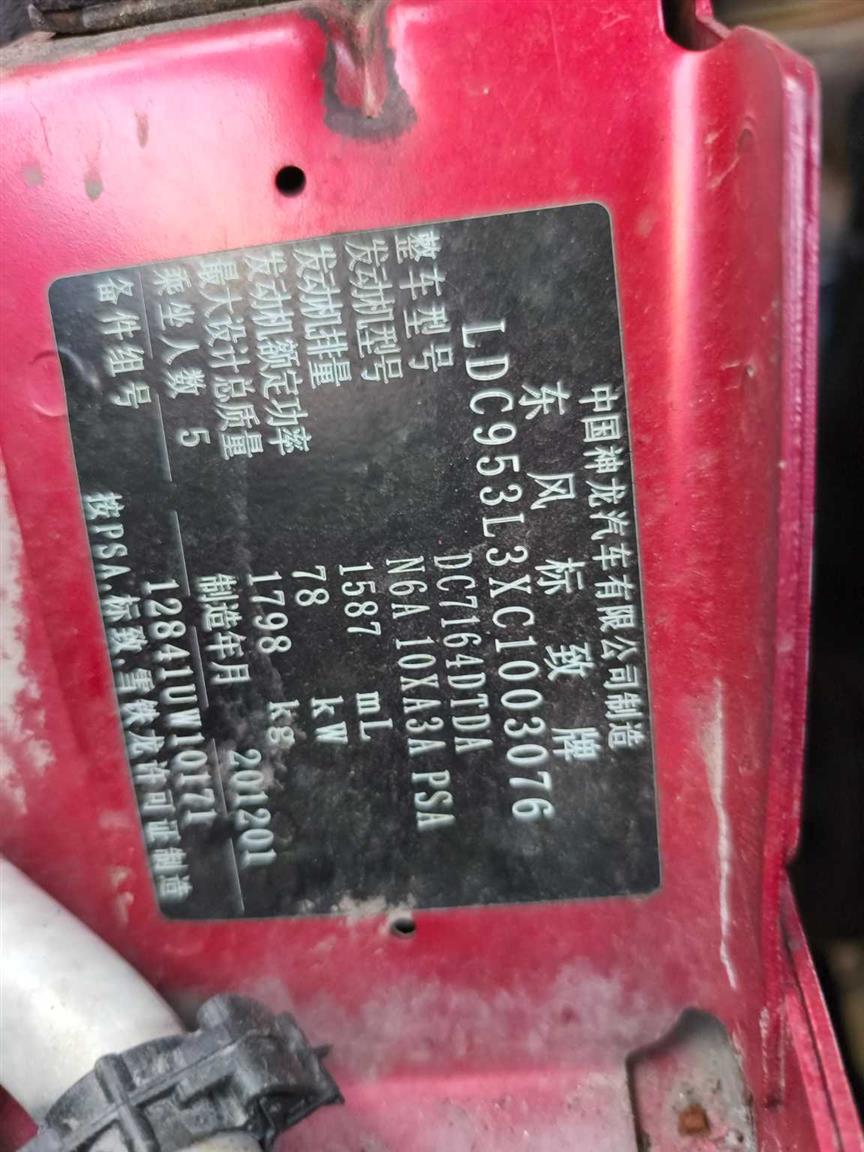 中国神龙汽车有限公司制造
东风标致牌
LDC953L3XC1003076
整车型号 DC7164DTDA
发动机型号 N6A 10XA3A PSA
发动机排量 1587 mL
发动机额定功率 78 kW
最大设计总质量 1798 kg
乘坐人数 5 制造年月 201201
备件组号 12841UW10171
按PSA.标致.雪铁龙许可证制造